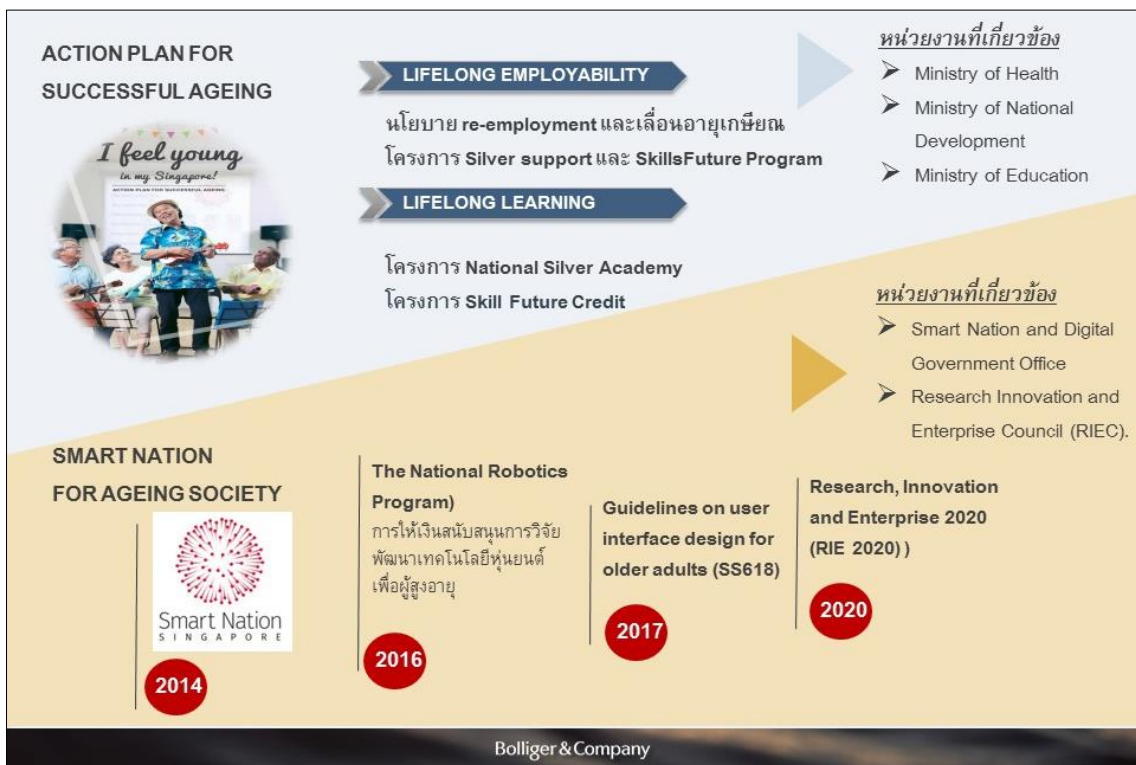 ACTION PLAN FOR
SUCCESSFUL AGEING
I feel young
in my Singapore!
ACTION PLAN FOR SUCCESSFUL AGEING
LIFELONG EMPLOYABILITY
นโยบาย re-employment และเลื่อนอายุเกษียณ
โครงการ Silver support และ SkillsFuture Program
LIFELONG LEARNING
โครงการ National Silver Academy
โครงการ Skill Future Credit
หน่วยงานที่เกี่ยวข้อง
➤ Ministry of Health
➤ Ministry of National
Development
➤ Ministry of Education
หน่วยงานที่เกี่ยวข้อง
➤ Smart Nation and Digital
Government Office
➤ Research Innovation and
Enterprise Council (RIEC).
SMART NATION
FOR AGEING SOCIETY
Smart Nation
SINGAPORE
2014
The National Robotics
Program)
การให้เงินสนับสนุนการวิจัย
พัฒนาเทคโนโลยีหุ่นยนต์
เพื่อผู้สูงอายุ
2016
Guidelines on user
interface design for
older adults (SS618)
2017
Research, Innovation
and Enterprise 2020
(RIE 2020) )
2020
Bolliger & Company